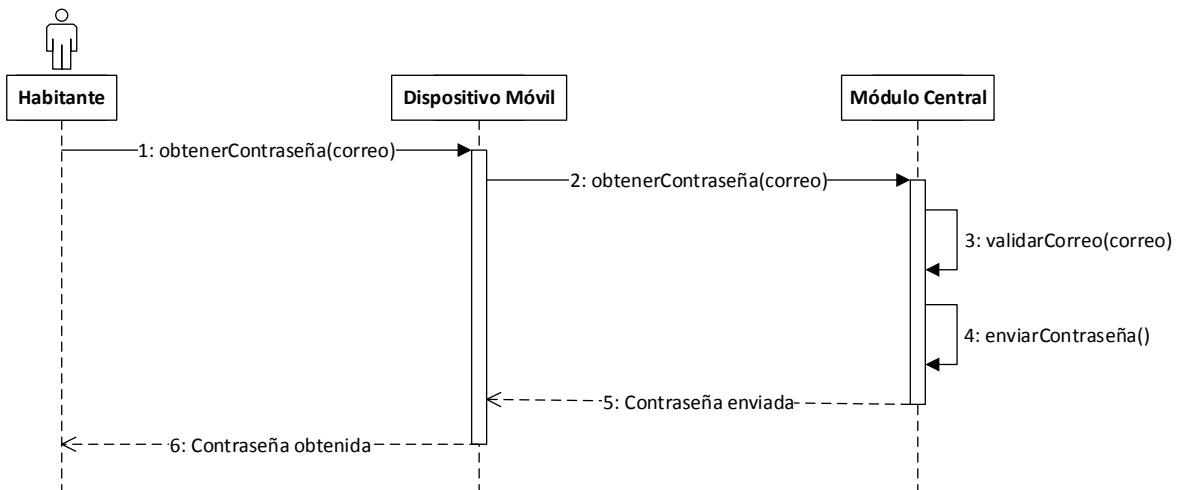 Habitante
Dispositivo Móvil
Módulo Central
1: obtenerContraseña(correo)
2: obtenerContraseña(correo)
3: validarCorreo(correo)
4: enviarContraseña()
5: Contraseña enviada
6: Contraseña obtenida